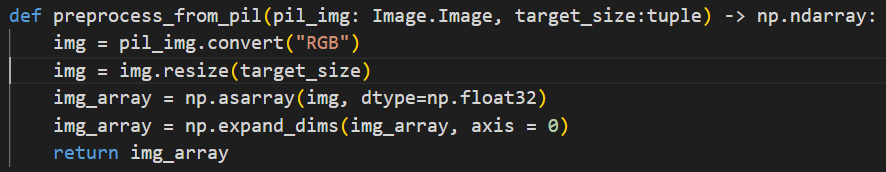 def preprocess_from_pil(pil_img: Image.Image, target_size:tuple) -> np.ndarray:
    img = pil_img.convert("RGB")
    img = img.resize(target_size)
    img_array = np.asarray(img, dtype=np.float32)
    img_array = np.expand_dims(img_array, axis = 0)
    return img_array